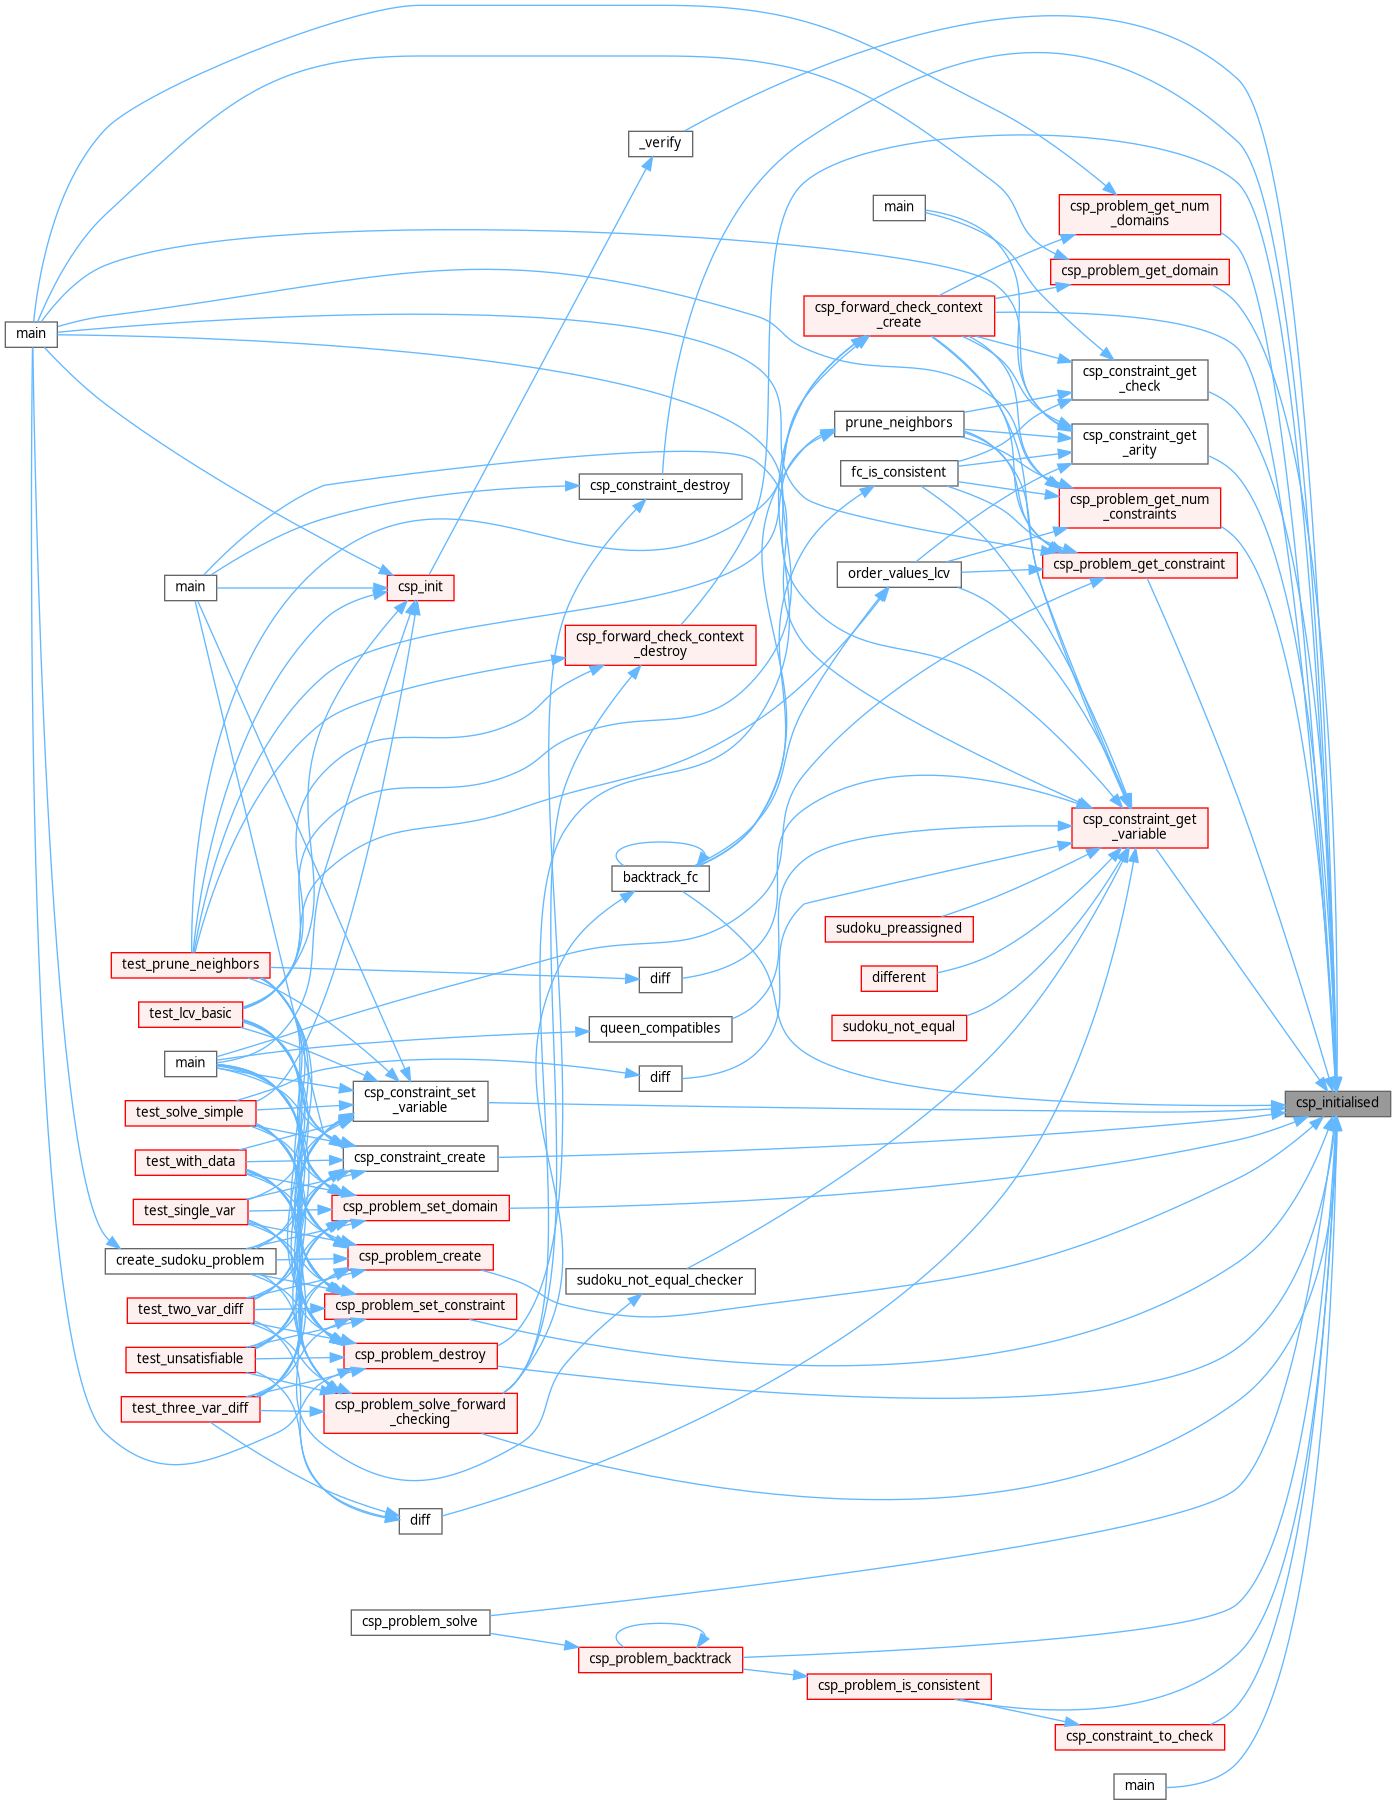 _verify
main
csp_problem_get_num
_domains
csp_problem_get_domain
csp_forward_check_context
_create
main
csp_constraint_get
_check
prune_neighbors
csp_constraint_get
_arity
fc_is_consistent
csp_constraint_destroy
csp_problem_get_num
_constraints
csp_problem_get_constraint
order_values_lcv
main
csp_init
csp_forward_check_context
_destroy
csp_constraint_get
_variable
backtrack_fc
sudoku_preassigned
test_prune_neighbors
diff
different
test_lcv_basic
queen_compatibles
sudoku_not_equal
main
diff
csp_initialised
test_solve_simple
csp_constraint_set
_variable
test_with_data
csp_constraint_create
test_single_var
csp_problem_set_domain
create_sudoku_problem
csp_problem_create
sudoku_not_equal_checker
test_two_var_diff
csp_problem_set_constraint
test_unsatisfiable
csp_problem_destroy
test_three_var_diff
csp_problem_solve_forward
_checking
diff
csp_problem_solve
csp_problem_backtrack
csp_problem_is_consistent
csp_constraint_to_check
main